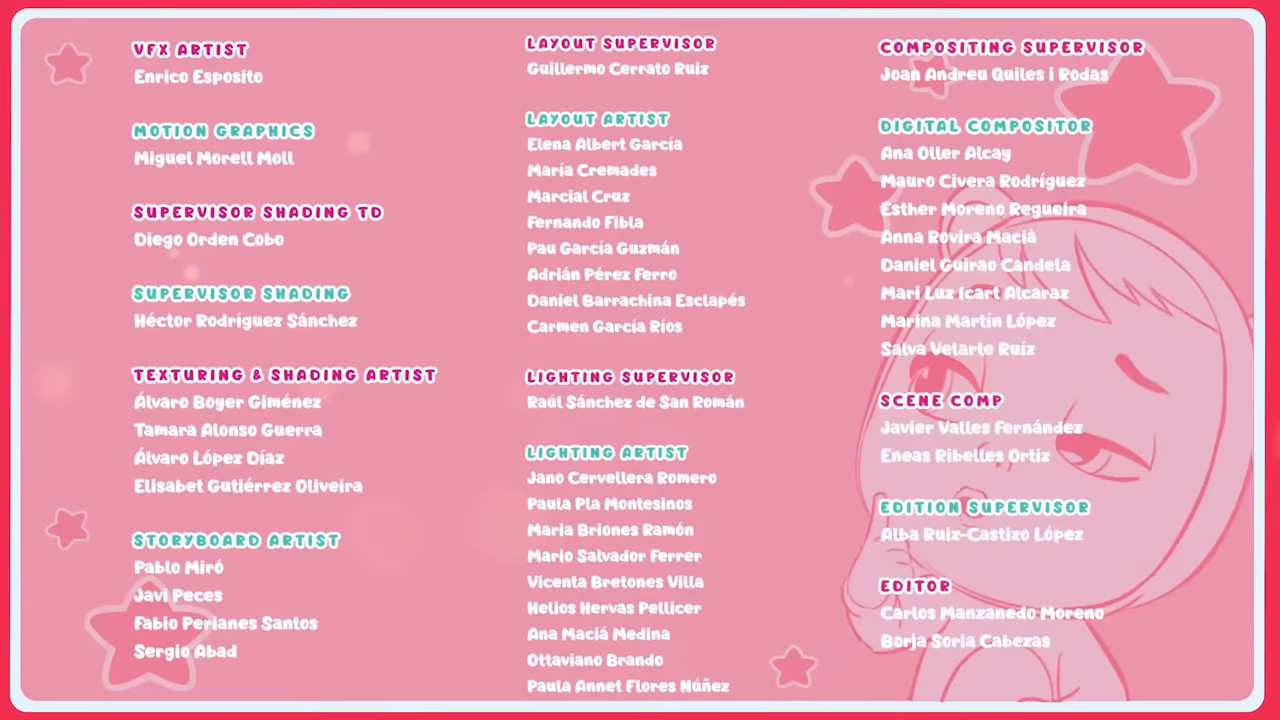 VFX ARTIST
Enrico Esposito
MOTION GRAPHICS
Miguel Morell Moll
SUPERVISOR SHADING TD
Diego Orden Cobo
SUPERVISOR SHADING
Héctor Rodríguez Sánchez
TEXTURING & SHADING ARTIST
Álvaro Boyer Giménez
Tamara Alonso Guerra
Álvaro López Díaz
Elisabet Gutiérrez Oliveira
STORYBOARD ARTIST
Pablo Miró
Javi Peces
Fabio Perianes Santos
Sergio Abad
LAYOUT SUPERVISOR
Guillermo Cerrato Ruiz
LAYOUT ARTIST
Elena Albert García
María Cremades
Marcial Cruz
Fernando Fibla
Pau García Guzmán
Adrián Pérez Ferro
Daniel Barrachina Esclapés
Carmen García Ríos
LIGHTING SUPERVISOR
Raúl Sánchez de San Román
LIGHTING ARTIST
Jano Cervellera Romero
Paula Pla Montesinos
Maria Briones Ramón
Mario Salvador Ferrer
Vicenta Bretones Villa
Helios Hervas Pellicer
Ana Maciá Medina
Ottaviano Brando
Paula Annet Flores Núñez
COMPOSITING SUPERVISOR
Joan Andreu Quiles i Rodas
DIGITAL COMPOSITOR
Ana Oller Alcay
Mauro Civera Rodríguez
Esther Moreno Regueira
Anna Rovira Macià
Daniel Guirao Candela
Mari Luz Icart Alcaraz
Marina Martín López
Salva Velarte Ruíz
SCENE COMP
Javier Valles Fernández
Eneas Ribelles Ortiz
EDITION SUPERVISOR
Alba Ruiz-Castizo López
EDITOR
Carlos Manzanedo Moreno
Borja Soria Cabezas